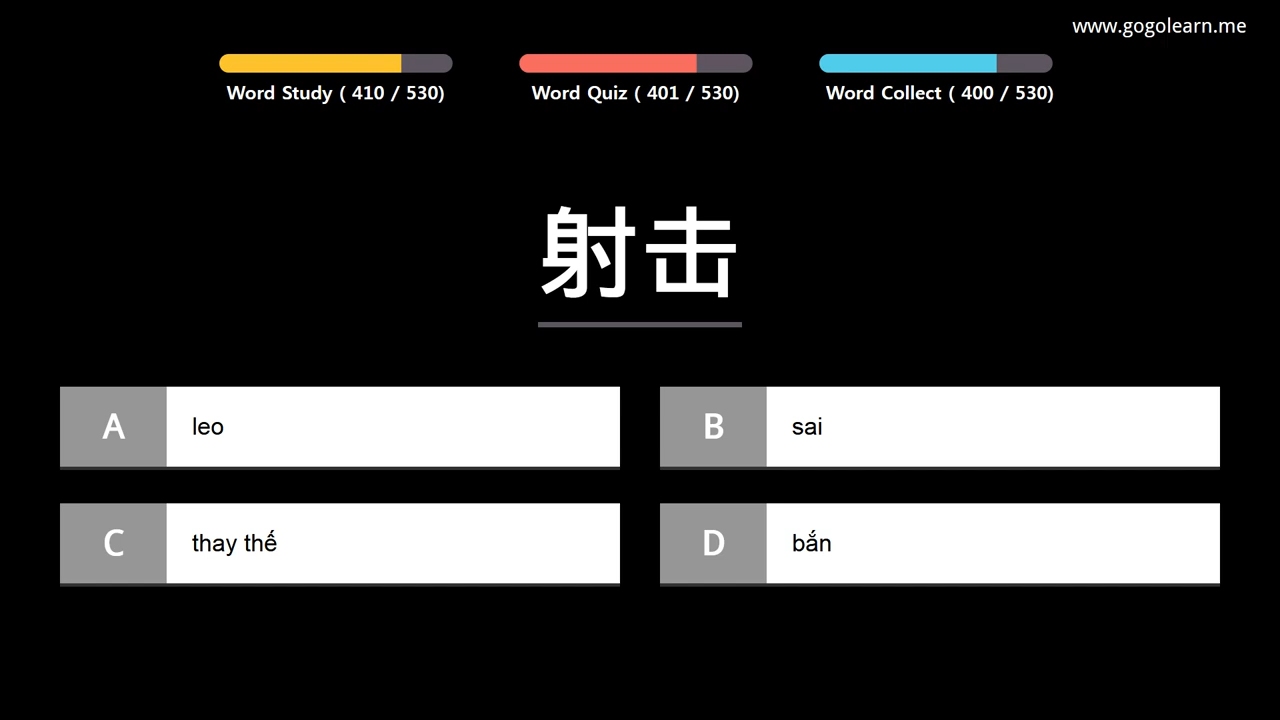 www.gogolearn.me
Word Study ( 410 / 530)
Word Quiz ( 401 / 530)
Word Collect ( 400 / 530)
射击
A leo
B sai
C thay thế
D bắn